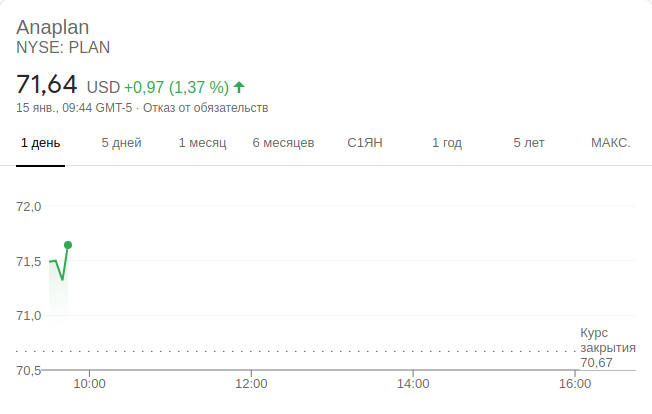 Anaplan
NYSE: PLAN
71,64 USD +0,97 (1,37 %)
15 янв., 09:44 GMT-5 · Отказ от обязательств
1 день 5 дней 1 месяц 6 месяцев С1ЯН 1 год 5 лет МАКС.
72,0
71,5
71,0
Курс
закрытия
70,67
70,5
10:00 12:00 14:00 16:00